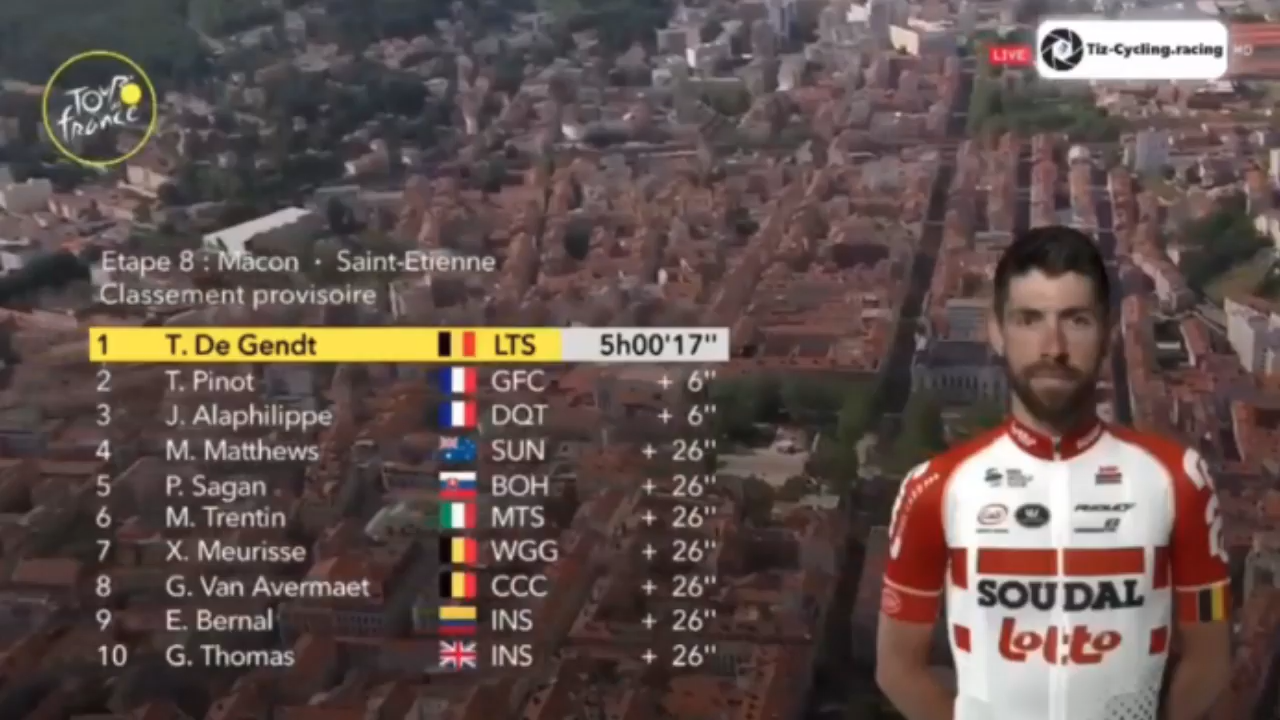 LIVE
Tiz-Cycling.racing
HD
TOUR
de
france
Etape 8 : Macon · Saint-Etienne
Classement provisoire
1 T. De Gendt LTS 5h00'17''
2 T. Pinot GFC + 6''
3 J. Alaphilippe DQT + 6''
4 M. Matthews SUN + 26''
5 P. Sagan BOH + 26''
6 M. Trentin MTS + 26''
7 X. Meurisse WGG + 26''
8 G. Van Avermaet CCC + 26''
9 E. Bernal INS + 26''
10 G. Thomas INS + 26''
RIDLEY
SOUDAL
lotto